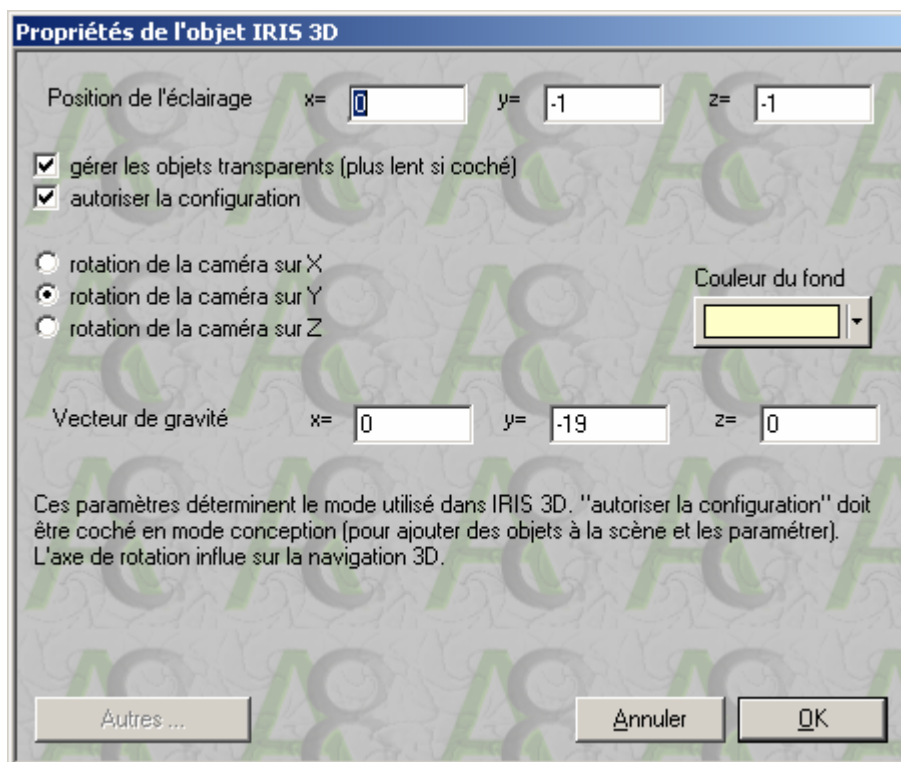 Propriétés de l'objet IRIS 3D
Position de l'éclairage x= 0 y= -1 z= -1
gérer les objets transparents (plus lent si coché)
autoriser la configuration
rotation de la caméra sur X
rotation de la caméra sur Y
rotation de la caméra sur Z
Couleur du fond
Vecteur de gravité x= 0 y= -19 z= 0
Ces paramètres déterminent le mode utilisé dans IRIS 3D. "autoriser la configuration" doit
être coché en mode conception (pour ajouter des objets à la scène et les paramétrer).
L'axe de rotation influe sur la navigation 3D.
Autres ... Annuler OK